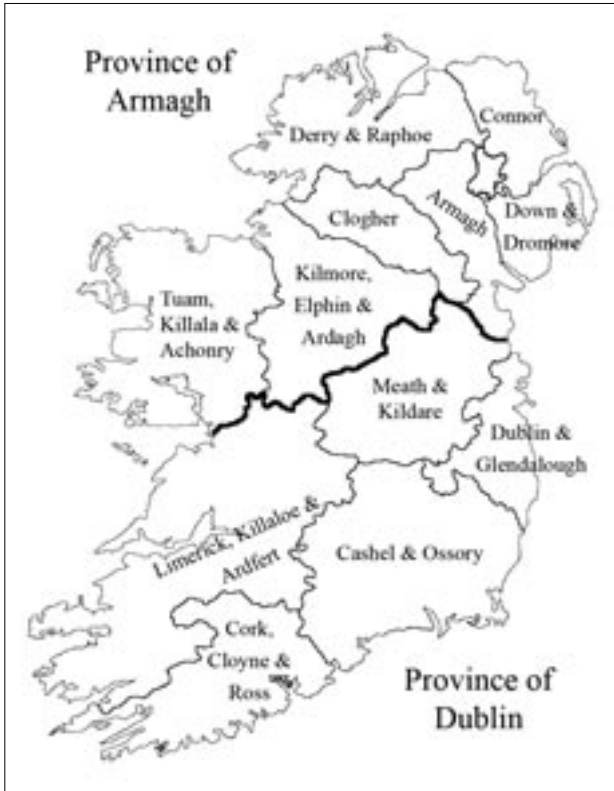 Province of
Armagh
Connor
Derry & Raphoe
Armagh
Down &
Dromore
Clogher
Kilmore,
Elphin &
Ardagh
Tuam,
Killala &
Achonry
Meath &
Kildare
Dublin &
Glendalough
Limerick, Killaloe &
Ardfert
Cashel & Ossory
Cork,
Cloyne &
Ross
Province of
Dublin